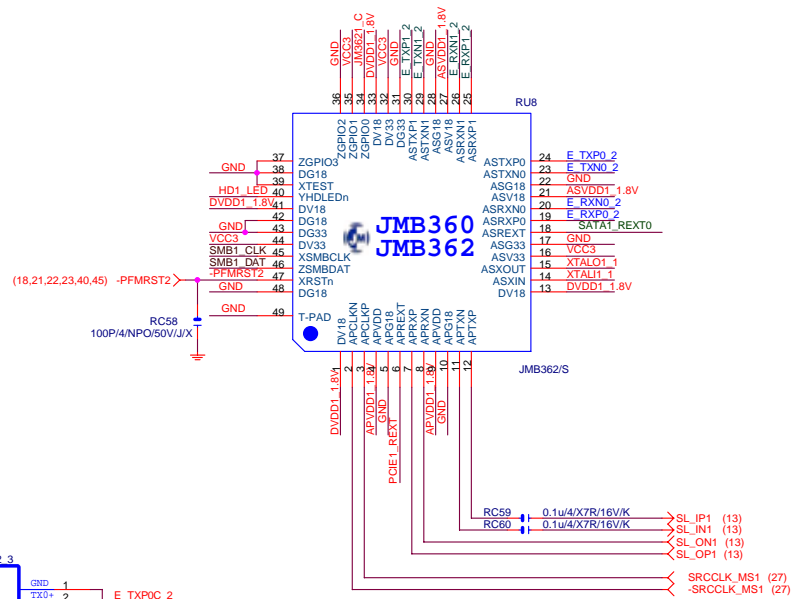 GND
VCC3
JM3621_C
DVDD1_1.8V
VCC3
GND
E_TXP1_2
E_TXN1_2
GND
ASVDD1_1.8V
E_RXN1_2
E_RXP1_2
36 35 34 33 32 31 30 29 28 27 26 25
RU8
ZGPIO2
ZGPIO1
ZGPIO0
DV18
DV33
DG33
ASTXP1
ASTXN1
ASG18
ASV18
ASRXN1
ASRXP1
37 ZGPIO3
GND 38 DG18
39 XTEST
HD1_LED 40 YHDLEDn
DVDD1_1.8V 41 DV18
42 DG18
GND 43 DG33
VCC3 44 DV33
SMB1_CLK 45 XSMBCLK
SMB1_DAT 46 ZSMBDAT
(18,21,22,23,40,45) -PFMRST2 -PFMRST2 47 XRSTn
GND 48 DG18
GND 49 T-PAD
RC58
100P/4/NPO/50V/J/X
JMB360
JMB362
ASTXP0 24 E_TXP0_2
ASTXN0 23 E_TXN0_2
ASG18 22 GND
ASV18 21 ASVDD1_1.8V
ASRXN0 20 E_RXN0_2
ASRXP0 19 E_RXP0_2
ASREXT 18 SATA1_REXT0
ASG33 17 GND
ASV33 16 VCC3
ASXOUT 15 XTALO1_1
ASXIN 14 XTALI1_1
DV18 13 DVDD1_1.8V
DV18
APCLKN
APCLKP
APVDD
APG18
APREXT
APRXP
APRXN
APVDD
APG18
APTXN
APTXP
1 2 3 4 5 6 7 8 9 10 11 12
JMB362/S
DVDD1_1.8V
APVDD1_1.8V
GND
PCIE1_REXT
APVDD1_1.8V
GND
RC59 0.1u/4/X7R/16V/K SL_IP1 (13)
RC60 0.1u/4/X7R/16V/K SL_IN1 (13)
SL_ON1 (13)
SL_OP1 (13)
SRCCLK_MS1 (27)
-SRCCLK_MS1 (27)
2 3
GND 1
TX0+ 2 E_TXP0C_2